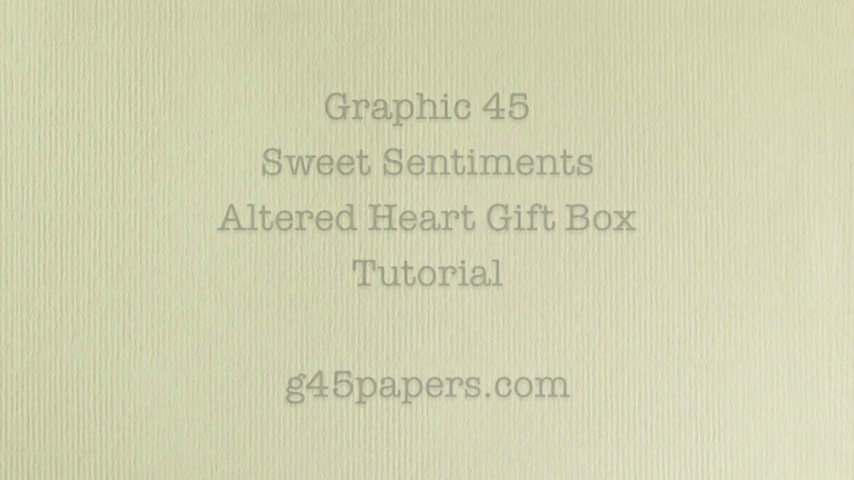 Graphic 45
Sweet Sentiments
Altered Heart Gift Box
Tutorial
g45papers.com